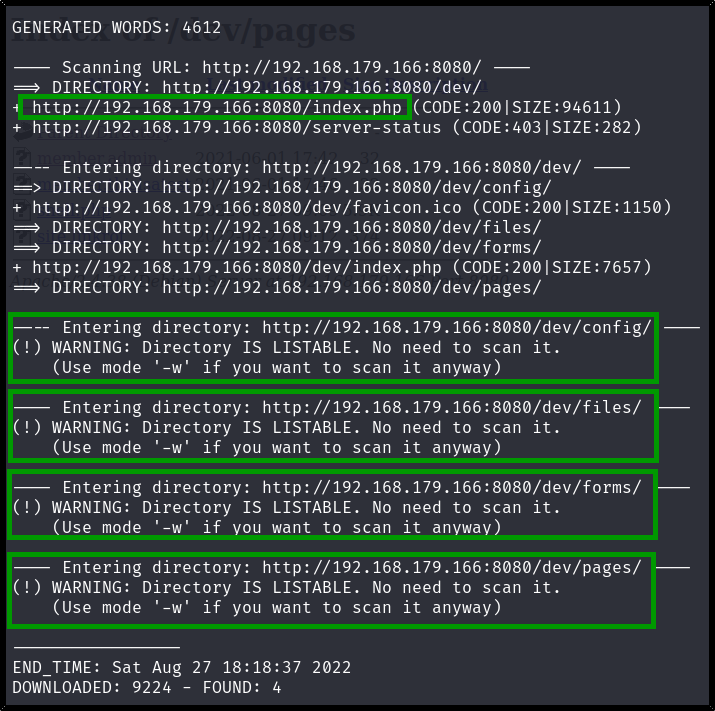 Index of /dev/pages
GENERATED WORDS: 4612
---- Scanning URL: http://192.168.179.166:8080/ ----
==> DIRECTORY: http://192.168.179.166:8080/dev/
+ http://192.168.179.166:8080/index.php (CODE:200|SIZE:94611)
+ http://192.168.179.166:8080/server-status (CODE:403|SIZE:282)
---- Entering directory: http://192.168.179.166:8080/dev/ ----
==> DIRECTORY: http://192.168.179.166:8080/dev/config/
+ http://192.168.179.166:8080/dev/favicon.ico (CODE:200|SIZE:1150)
==> DIRECTORY: http://192.168.179.166:8080/dev/files/
==> DIRECTORY: http://192.168.179.166:8080/dev/forms/
+ http://192.168.179.166:8080/dev/index.php (CODE:200|SIZE:7657)
==> DIRECTORY: http://192.168.179.166:8080/dev/pages/
---- Entering directory: http://192.168.179.166:8080/dev/config/ ----
(!) WARNING: Directory IS LISTABLE. No need to scan it.
(Use mode '-w' if you want to scan it anyway)
---- Entering directory: http://192.168.179.166:8080/dev/files/ ----
(!) WARNING: Directory IS LISTABLE. No need to scan it.
(Use mode '-w' if you want to scan it anyway)
---- Entering directory: http://192.168.179.166:8080/dev/forms/ ----
(!) WARNING: Directory IS LISTABLE. No need to scan it.
(Use mode '-w' if you want to scan it anyway)
---- Entering directory: http://192.168.179.166:8080/dev/pages/ ----
(!) WARNING: Directory IS LISTABLE. No need to scan it.
(Use mode '-w' if you want to scan it anyway)
-----------------
END_TIME: Sat Aug 27 18:18:37 2022
DOWNLOADED: 9224 - FOUND: 4